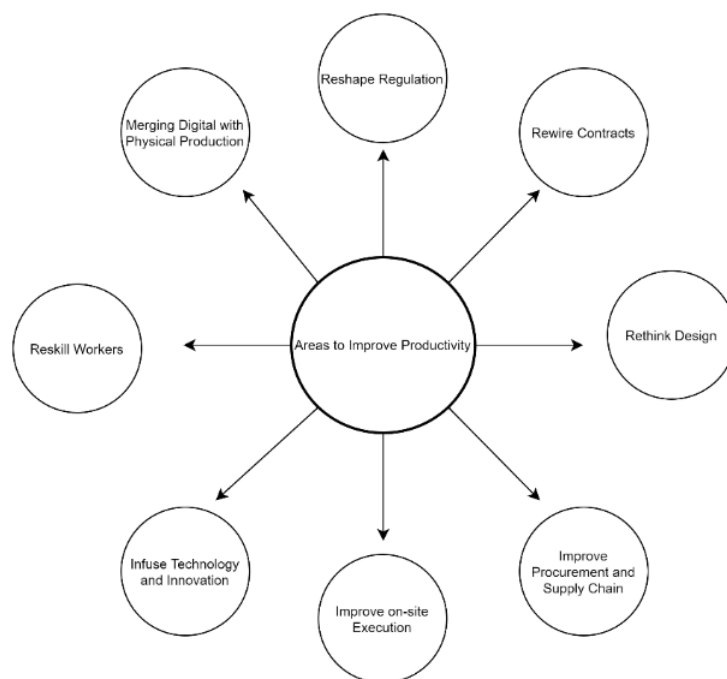 Reshape Regulation
Merging Digital with
Physical Production
Rewire Contracts
Reskill Workers
Areas to Improve Productivity
Rethink Design
Infuse Technology
and Innovation
Improve on-site
Execution
Improve
Procurement and
Supply Chain